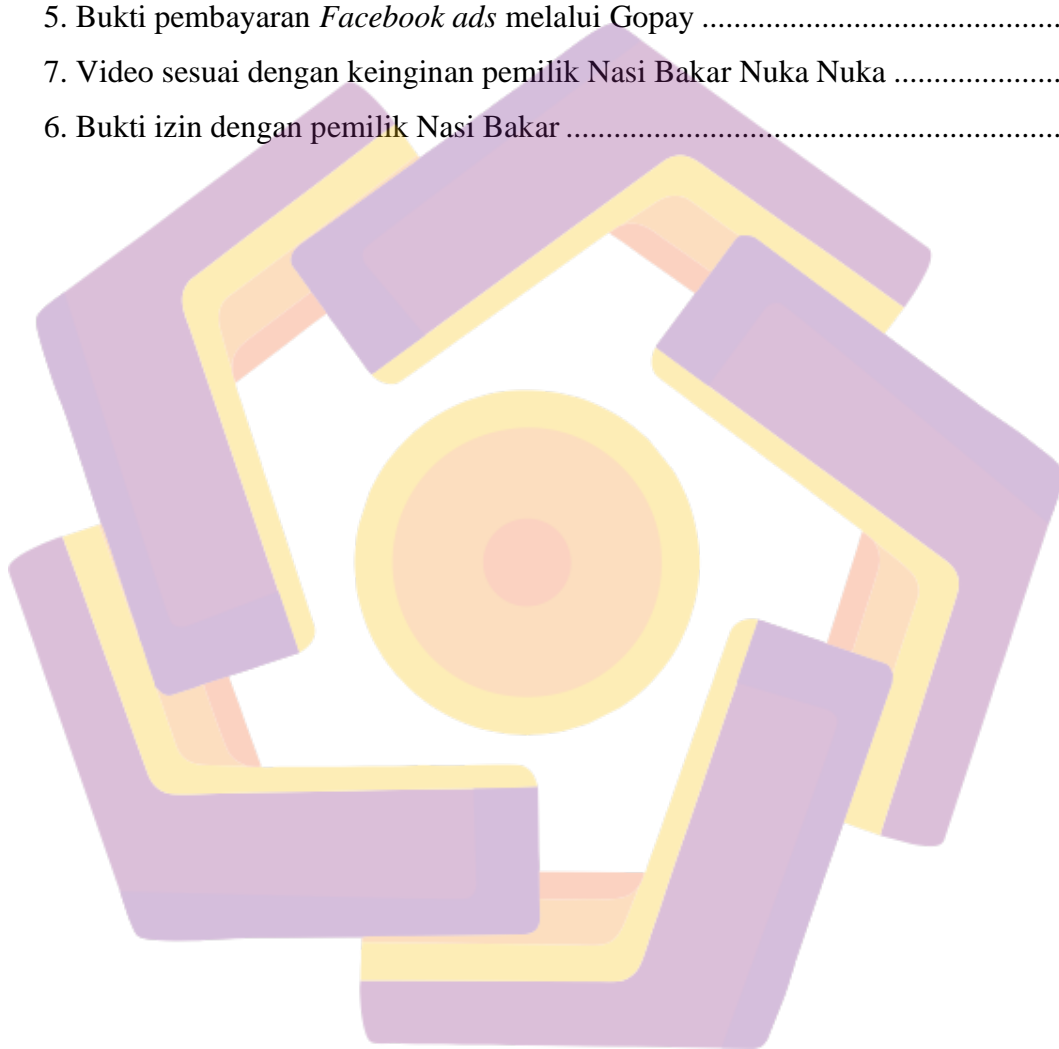 5. Bukti pembayaran Facebook ads melalui Gopay ..............................................
7. Video sesuai dengan keinginan pemilik Nasi Bakar Nuka Nuka .....................
6. Bukti izin dengan pemilik Nasi Bakar ...............................................................